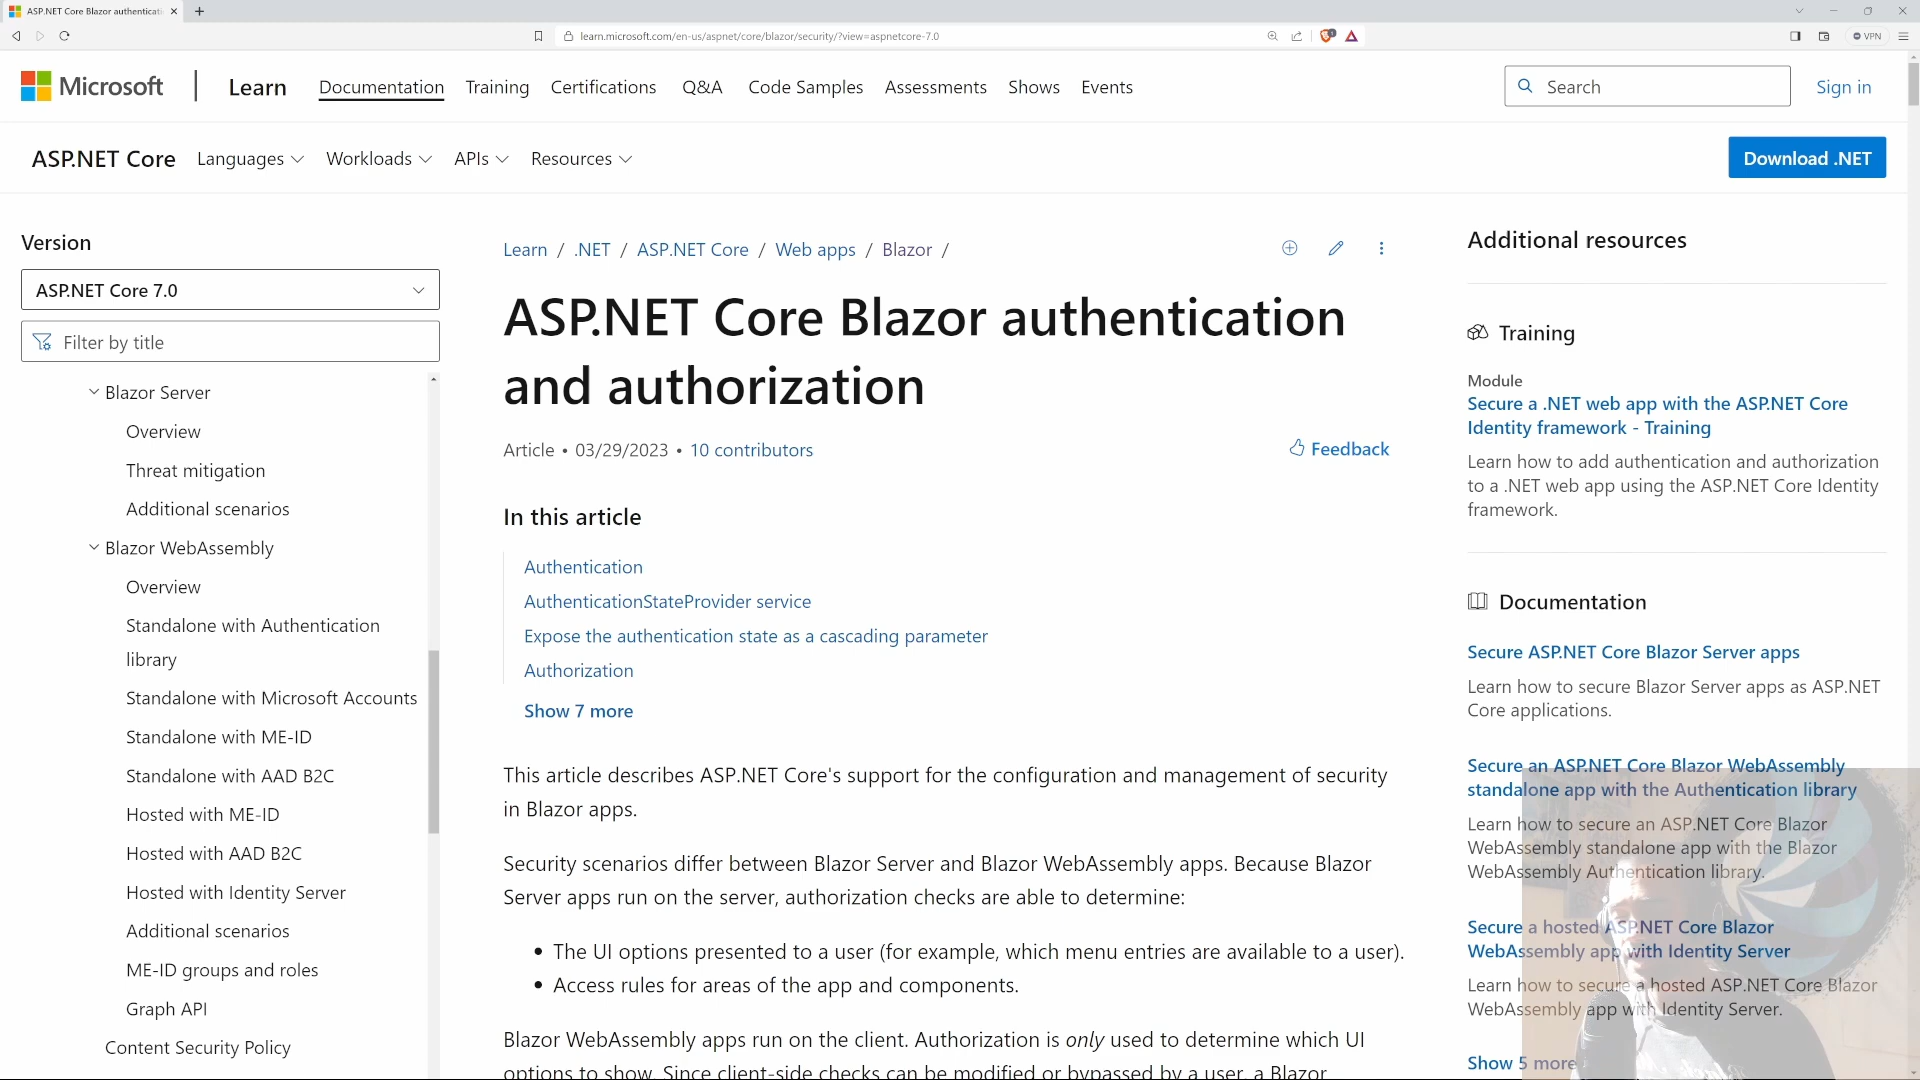 ASP.NET Core Blazor authenticati
learn.microsoft.com/en-us/aspnet/core/blazor/security/?view=aspnetcore-7.0
VPN
Microsoft
Learn
Documentation
Training
Certifications
Q&A
Code Samples
Assessments
Shows
Events
Search
Sign in
ASP.NET Core
Languages
Workloads
APIs
Resources
Download .NET
Version
ASP.NET Core 7.0
Filter by title
Blazor Server
Overview
Threat mitigation
Additional scenarios
Blazor WebAssembly
Overview
Standalone with Authentication
library
Standalone with Microsoft Accounts
Standalone with ME-ID
Standalone with AAD B2C
Hosted with ME-ID
Hosted with AAD B2C
Hosted with Identity Server
Additional scenarios
ME-ID groups and roles
Graph API
Content Security Policy
Learn / .NET / ASP.NET Core / Web apps / Blazor /
ASP.NET Core Blazor authentication
and authorization
Article • 03/29/2023 • 10 contributors
Feedback
In this article
Authentication
AuthenticationStateProvider service
Expose the authentication state as a cascading parameter
Authorization
Show 7 more
This article describes ASP.NET Core's support for the configuration and management of security
in Blazor apps.
Security scenarios differ between Blazor Server and Blazor WebAssembly apps. Because Blazor
Server apps run on the server, authorization checks are able to determine:
• The UI options presented to a user (for example, which menu entries are available to a user).
• Access rules for areas of the app and components.
Blazor WebAssembly apps run on the client. Authorization is only used to determine which UI
options to show. Since client-side checks can be modified or bypassed by a user, a Blazor
Additional resources
Training
Module
Secure a .NET web app with the ASP.NET Core
Identity framework - Training
Learn how to add authentication and authorization
to a .NET web app using the ASP.NET Core Identity
framework.
Documentation
Secure ASP.NET Core Blazor Server apps
Learn how to secure Blazor Server apps as ASP.NET
Core applications.
Secure an ASP.NET Core Blazor WebAssembly
standalone app with the Authentication library
Learn how to secure an ASP.NET Core Blazor
WebAssembly standalone app with the Blazor
WebAssembly Authentication library.
Secure a hosted ASP.NET Core Blazor
WebAssembly app with Identity Server
Learn how to secure a hosted ASP.NET Core Blazor
WebAssembly app with Identity Server.
Show 5 more